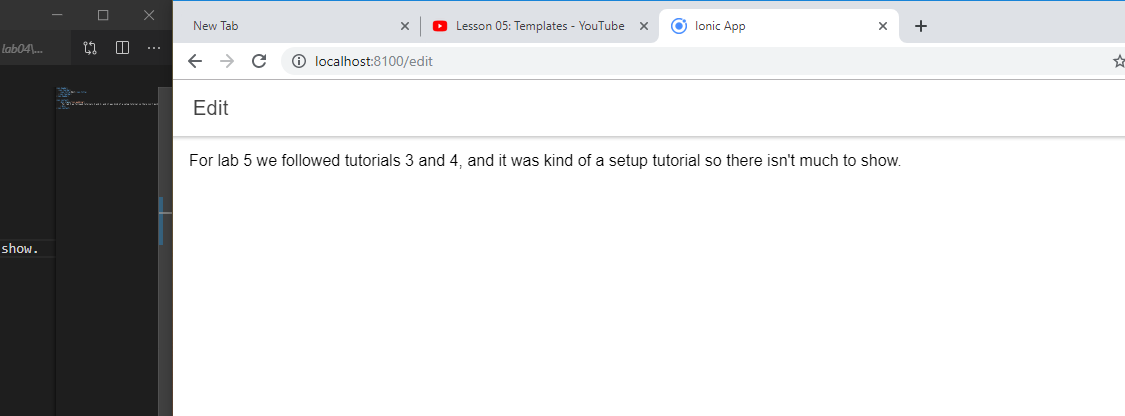 New Tab
Lesson 05: Templates - YouTube
Ionic App
lab04\...
localhost:8100/edit
Edit
For lab 5 we followed tutorials 3 and 4, and it was kind of a setup tutorial so there isn't much to show.
show.